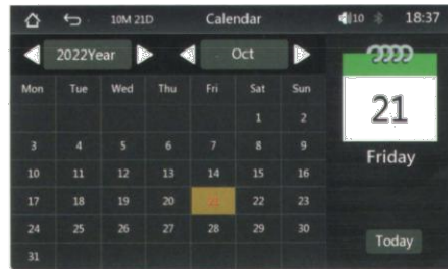 10M 21D Calendar 10 18:37
2022Year Oct
Mon Tue Wed Thu Fri Sat Sun
1 2
3 4 5 6 7 8 9
10 11 12 13 14 15 16
17 18 19 20 21 22 23
24 25 26 27 28 29 30
31
21
Friday
Today